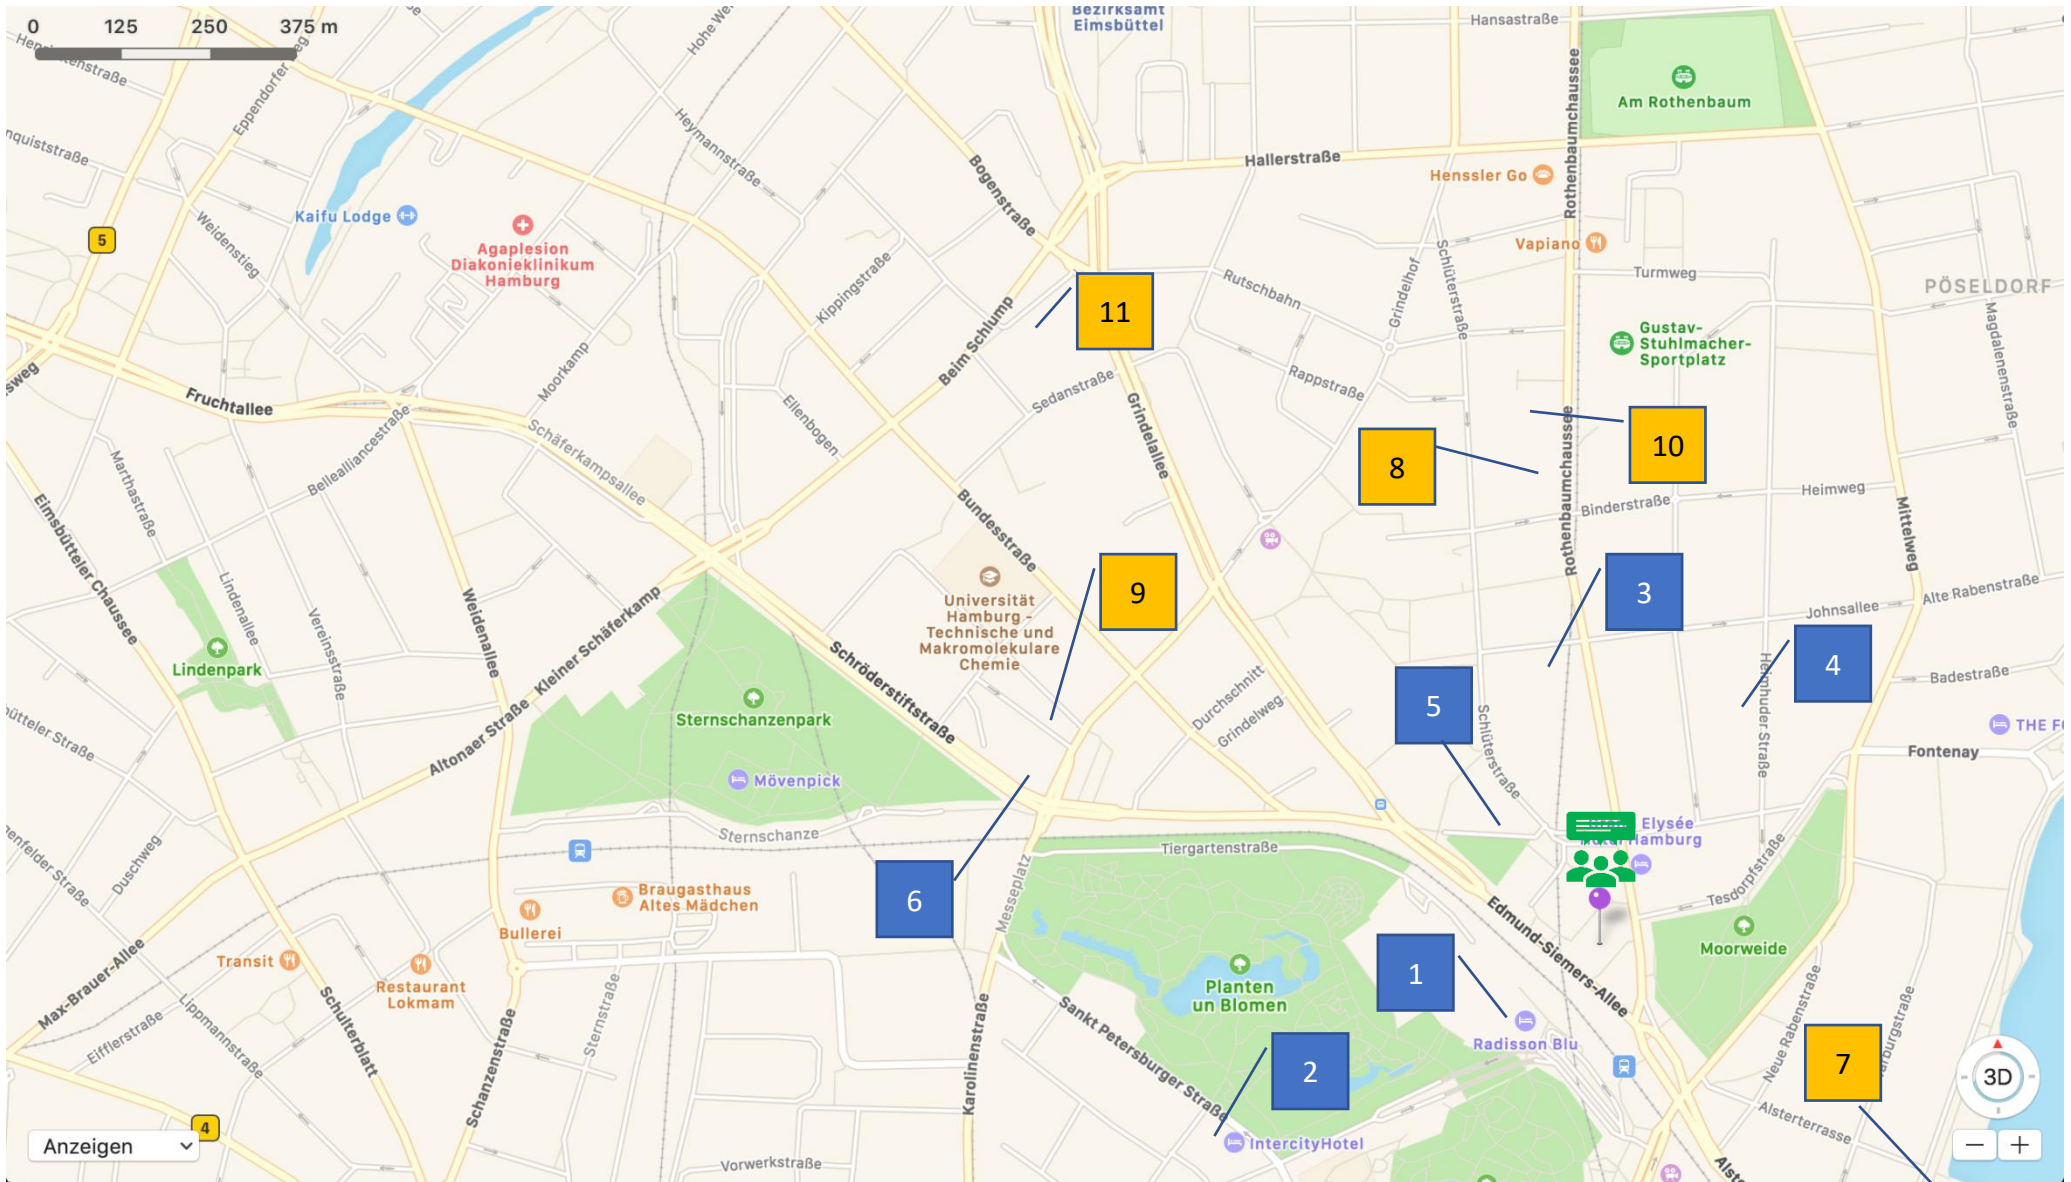 0 125 250 375 m
Bezirksamt
Eimsbüttel
Hansastraße
Am Rothenbaum
Eppendorfer
Heymannstraße
Bogenstraße
Hallerstraße
Henssler Go
Rothenbaumchaussee
Kaifu Lodge
5
Agaplesion
Diakonieklinikum
Hamburg
Weidenstieg
Kippingstraße
Vapiano
Schlüterstraße
Grindelhof
Turmweg
PÖSELDORF
Rutschbahn
11
Beim Schlump
Gustav-
Stuhlmacher-
Sportplatz
Magdalenenstraße
Moorkamp
Fruchtallee
Sedanstraße
Rappstraße
Ellenbogen
Grindelallee
Schäferkampsallee
Bellealliancestraße
Marthastraße
8
10
Rothenbaumchaussee
Heimweg
Binderstraße
Mittelweg
Eimsbütteler Chaussee
Bundesstraße
9
3
Universität
Hamburg -
Technische und
Makromolekulare
Chemie
Johnsallee
Alte Rabenstraße
Lindenallee
Vereinsstraße
Weidenallee
Kleiner Schäferkamp
Lindenpark
Schröderstiftstraße
Sternschanzenpark
Durchschnitt
Grindelweg
5
4
Heimhuder Straße
Badestraße
Schlüterstraße
Altonaer Straße
Mövenpick
Fontenay
Sternschanze
Tiergartenstraße
Elysée
Hamburg
Duschweg
Tesdorpfstraße
Messeplatz
6
Braugasthaus
Altes Mädchen
Bullerei
Edmund-Siemers-Allee
Moorweide
Max-Brauer-Allee
Transit
Restaurant
Lokmam
1
Planten
un Blomen
Radisson Blu
Eifflerstraße
Lippmannstraße
Schulterblatt
Sternstraße
Schanzenstraße
Karolinenstraße
Sankt Petersburger Straße
2
Neue Rabenstraße
7
3D
Alsterterrasse
4
Anzeigen
IntercityHotel
Vorwerkstraße